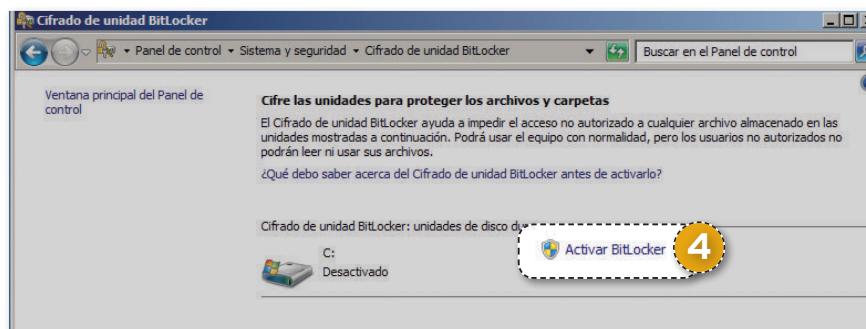 Cifrado de unidad BitLocker
Panel de control Sistema y seguridad Cifrado de unidad BitLocker
Buscar en el Panel de control
Ventana principal del Panel de
control
Cifre las unidades para proteger los archivos y carpetas
El Cifrado de unidad BitLocker ayuda a impedir el acceso no autorizado a cualquier archivo almacenado en las
unidades mostradas a continuación. Podrá usar el equipo con normalidad, pero los usuarios no autorizados no
podrán leer ni usar sus archivos.
¿Qué debo saber acerca del Cifrado de unidad BitLocker antes de activarlo?
Cifrado de unidad BitLocker: unidades de disco
C:
Desactivado
Activar BitLocker
4